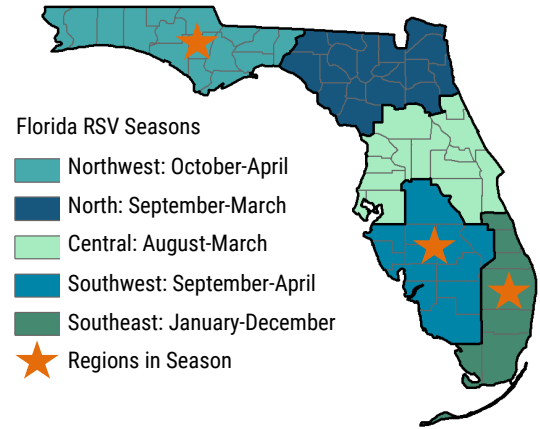 Florida RSV Seasons
Northwest: October-April
North: September-March
Central: August-March
Southwest: September-April
Southeast: January-December
Regions in Season